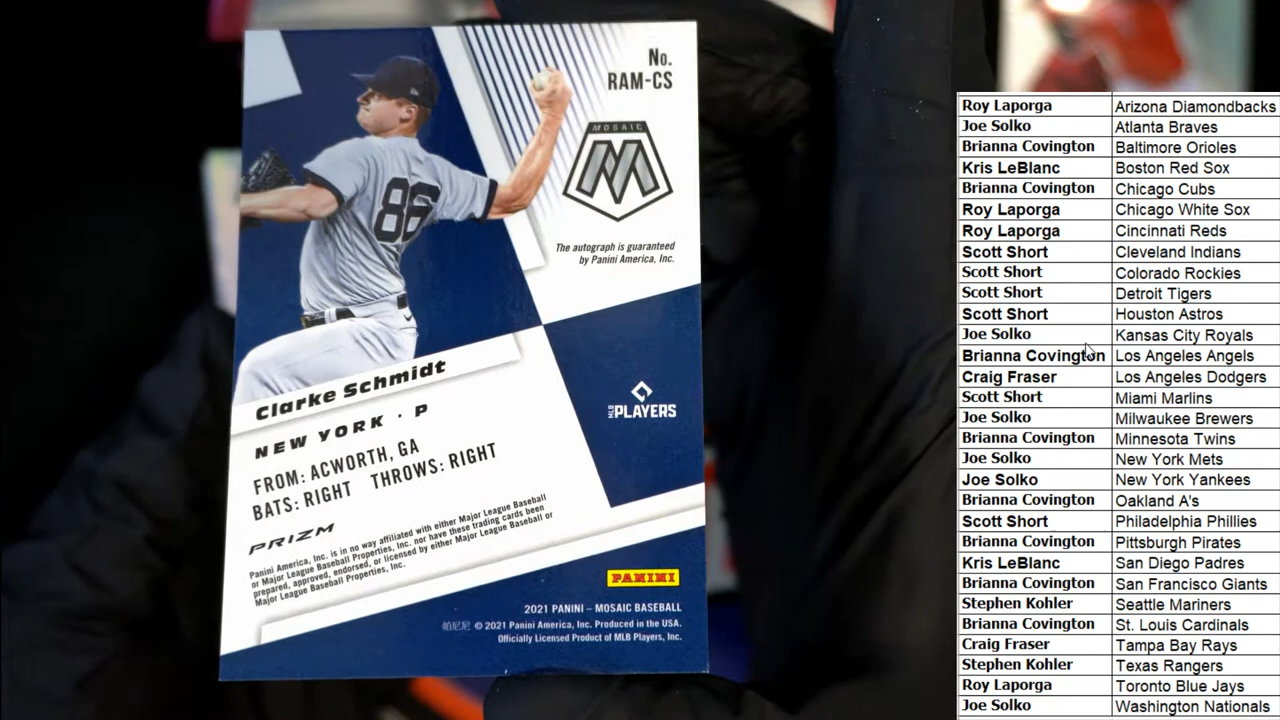 No.
RAM-CS
MOSAIC
M
86
The autograph is guaranteed
by Panini America, Inc.
MLB PLAYERS
Clarke Schmidt
NEW YORK · P
FROM: ACWORTH, GA
BATS: RIGHT THROWS: RIGHT
PRIZM
Panini America, Inc. is in no way affiliated with either Major League Baseball
or Major League Baseball Properties, Inc. nor have these trading cards been
prepared, approved, endorsed, or licensed by either Major League Baseball or
Major League Baseball Properties, Inc.
PANINI
2021 PANINI – MOSAIC BASEBALL
帕尼尼 © 2021 Panini America, Inc. Produced in the USA.
Officially Licensed Product of MLB Players, Inc.
Roy Laporga Arizona Diamondbacks
Joe Solko Atlanta Braves
Brianna Covington Baltimore Orioles
Kris LeBlanc Boston Red Sox
Brianna Covington Chicago Cubs
Roy Laporga Chicago White Sox
Roy Laporga Cincinnati Reds
Scott Short Cleveland Indians
Scott Short Colorado Rockies
Scott Short Detroit Tigers
Scott Short Houston Astros
Joe Solko Kansas City Royals
Brianna Covington Los Angeles Angels
Craig Fraser Los Angeles Dodgers
Scott Short Miami Marlins
Joe Solko Milwaukee Brewers
Brianna Covington Minnesota Twins
Joe Solko New York Mets
Joe Solko New York Yankees
Brianna Covington Oakland A's
Scott Short Philadelphia Phillies
Brianna Covington Pittsburgh Pirates
Kris LeBlanc San Diego Padres
Brianna Covington San Francisco Giants
Stephen Kohler Seattle Mariners
Brianna Covington St. Louis Cardinals
Craig Fraser Tampa Bay Rays
Stephen Kohler Texas Rangers
Roy Laporga Toronto Blue Jays
Joe Solko Washington Nationals